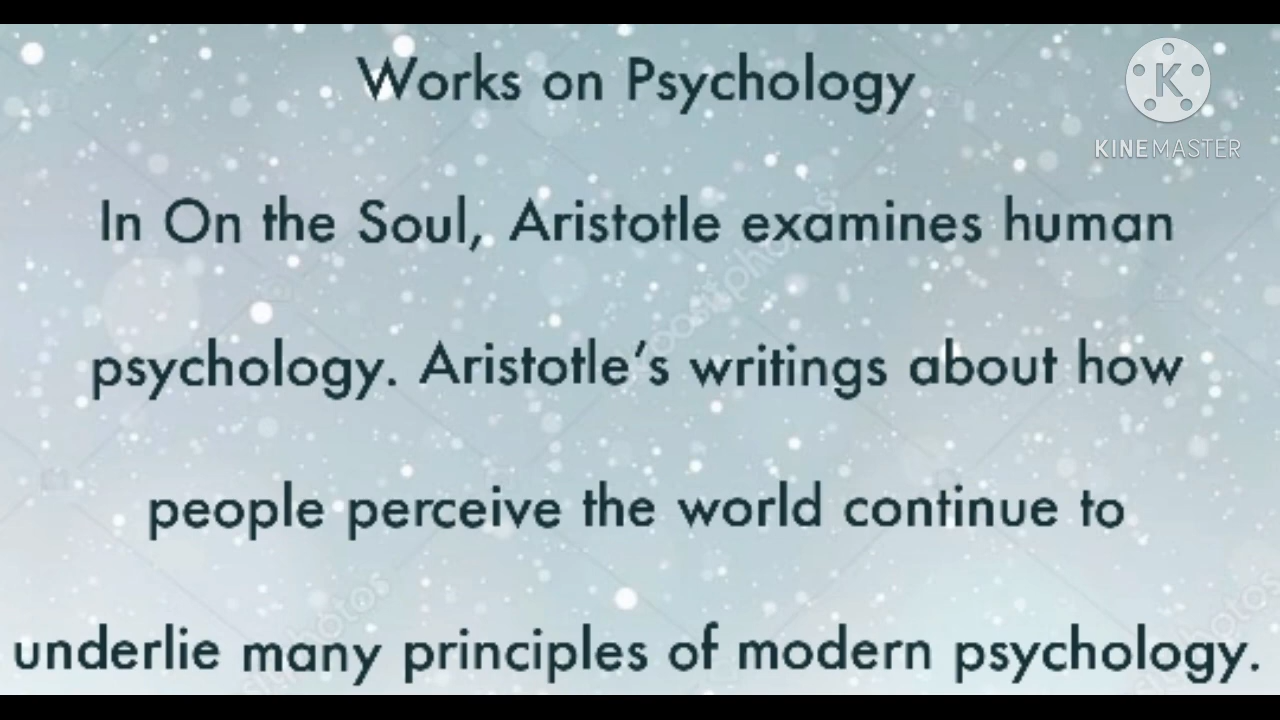 Works on Psychology
KINEMASTER
In On the Soul, Aristotle examines human
psychology. Aristotle’s writings about how
people perceive the world continue to
underlie many principles of modern psychology.